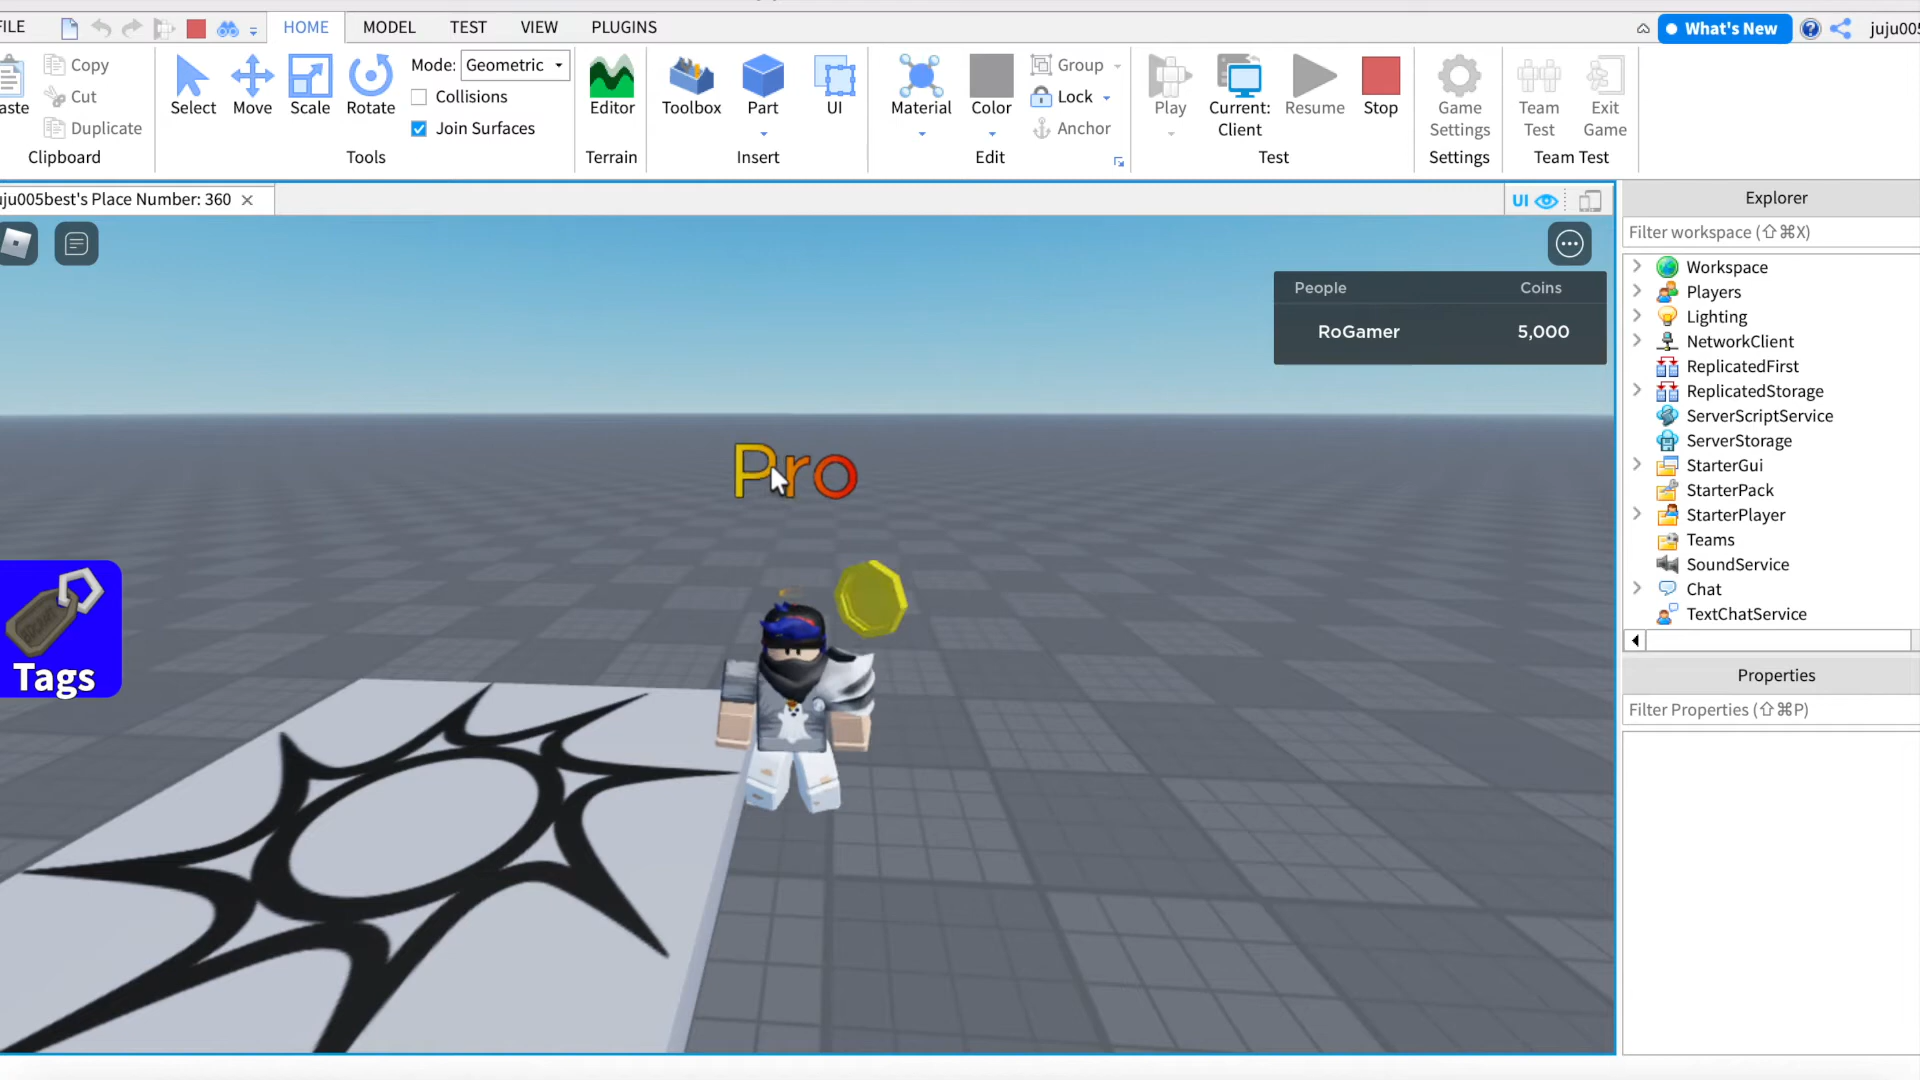 FILE
HOME
MODEL
TEST
VIEW
PLUGINS
What's New
juju005
Paste
Copy
Cut
Duplicate
Clipboard
Select
Move
Scale
Rotate
Mode: Geometric
Collisions
Join Surfaces
Tools
Editor
Terrain
Toolbox
Part
UI
Insert
Material
Color
Group
Lock
Anchor
Edit
Play
Current:
Client
Resume
Stop
Test
Game
Settings
Settings
Team
Test
Exit
Game
Team Test
juju005best's Place Number: 360
UI
People
Coins
RoGamer
5,000
Pro
Tags
Explorer
Filter workspace (⇧⌘X)
Workspace
Players
Lighting
NetworkClient
ReplicatedFirst
ReplicatedStorage
ServerScriptService
ServerStorage
StarterGui
StarterPack
StarterPlayer
Teams
SoundService
Chat
TextChatService
Properties
Filter Properties (⇧⌘P)